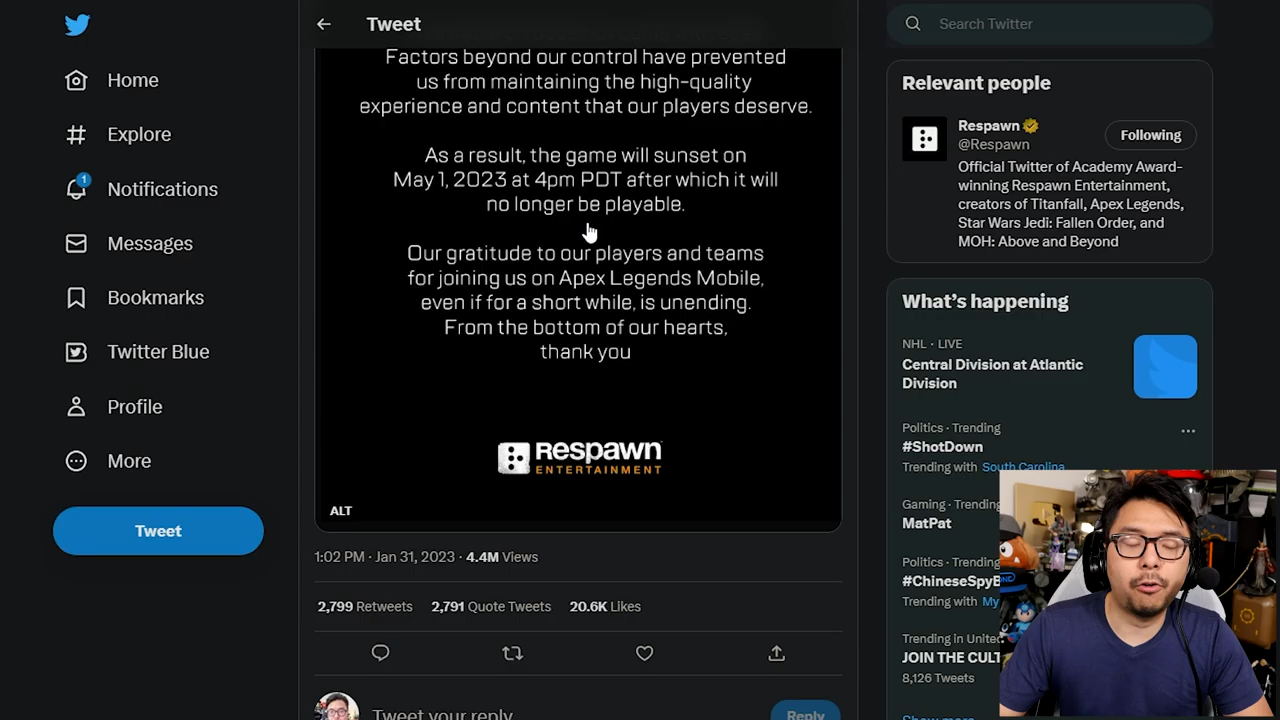 Tweet
Search Twitter
Home
Explore
1
Notifications
Messages
Bookmarks
Twitter Blue
Profile
More
Tweet
Factors beyond our control have prevented
us from maintaining the high-quality
experience and content that our players deserve.
As a result, the game will sunset on
May 1, 2023 at 4pm PDT after which it will
no longer be playable.
Our gratitude to our players and teams
for joining us on Apex Legends Mobile,
even if for a short while, is unending.
From the bottom of our hearts,
thank you
Respawn
ENTERTAINMENT
ALT
1:02 PM · Jan 31, 2023 · 4.4M Views
2,799 Retweets 2,791 Quote Tweets 20.6K Likes
Tweet your reply
Reply
Relevant people
Respawn
@Respawn
Following
Official Twitter of Academy Award-
winning Respawn Entertainment,
creators of Titanfall, Apex Legends,
Star Wars Jedi: Fallen Order, and
MOH: Above and Beyond
What's happening
NHL · LIVE
Central Division at Atlantic
Division
Politics · Trending
#ShotDown
Trending with South Carolina
Gaming · Trending
MatPat
Politics · Trending
#ChineseSpyB
Trending with My
Trending in United
JOIN THE CULT
8,126 Tweets
Show more